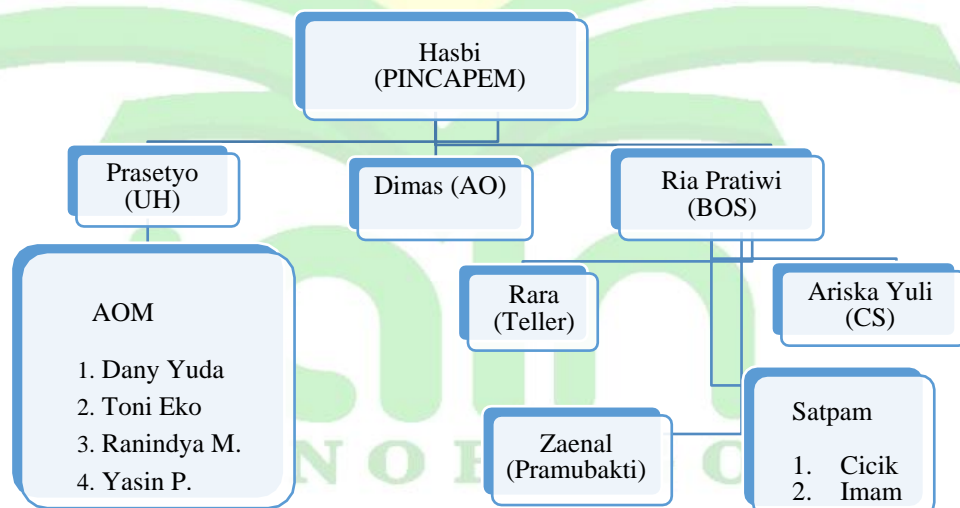 Hasbi
(PINCAPEM)
Prasetyo
(UH)
Dimas (AO)
Ria Pratiwi
(BOS)
AOM
1. Dany Yuda
2. Toni Eko
3. Ranindya M.
4. Yasin P.
Rara
(Teller)
Ariska Yuli
(CS)
Zaenal
(Pramubakti)
Satpam
1. Cicik
2. Imam